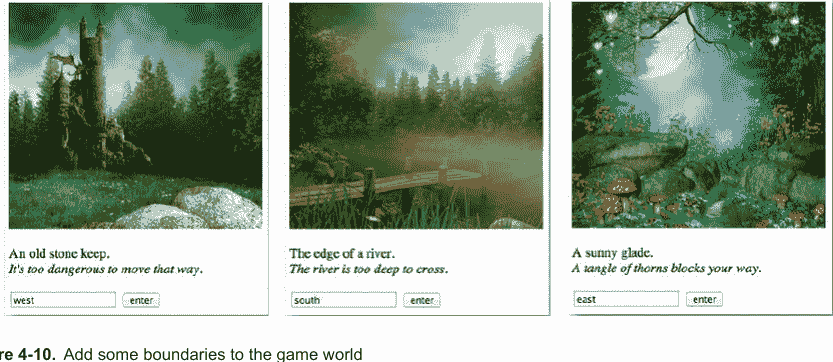 An old stone keep.
It's too dangerous to move that way.
west enter
The edge of a river.
The river is too deep to cross.
south enter
A sunny glade.
A tangle of thorns blocks your way.
east enter
re 4-10. Add some boundaries to the game world